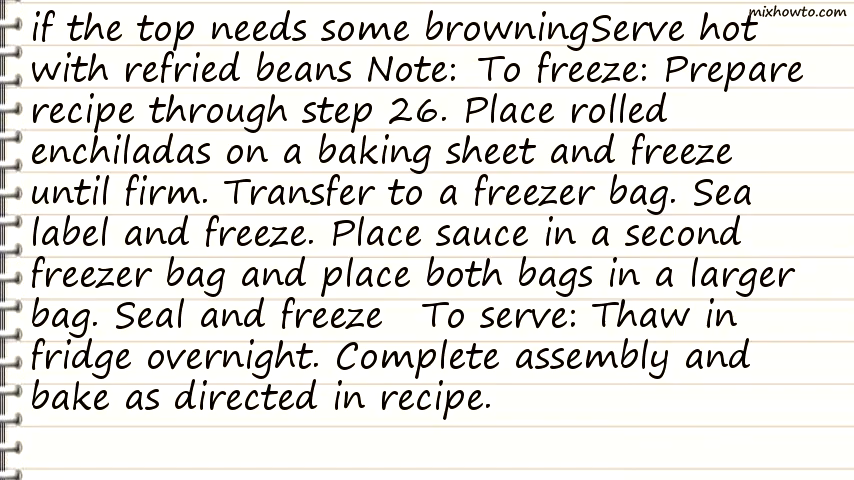 mixhowto.com
if the top needs some browningServe hot
with refried beans Note: To freeze: Prepare
recipe through step 26. Place rolled
enchiladas on a baking sheet and freeze
until firm. Transfer to a freezer bag. Sea
label and freeze. Place sauce in a second
freezer bag and place both bags in a larger
bag. Seal and freeze To serve: Thaw in
fridge overnight. Complete assembly and
bake as directed in recipe.